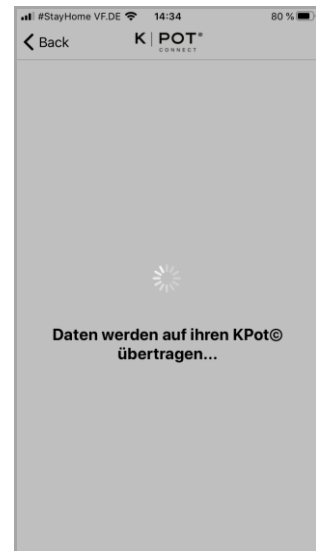 #StayHome VF.DE 14:34 80 %
Back K | POT®
CONNECT
Daten werden auf ihren KPot©
übertragen...